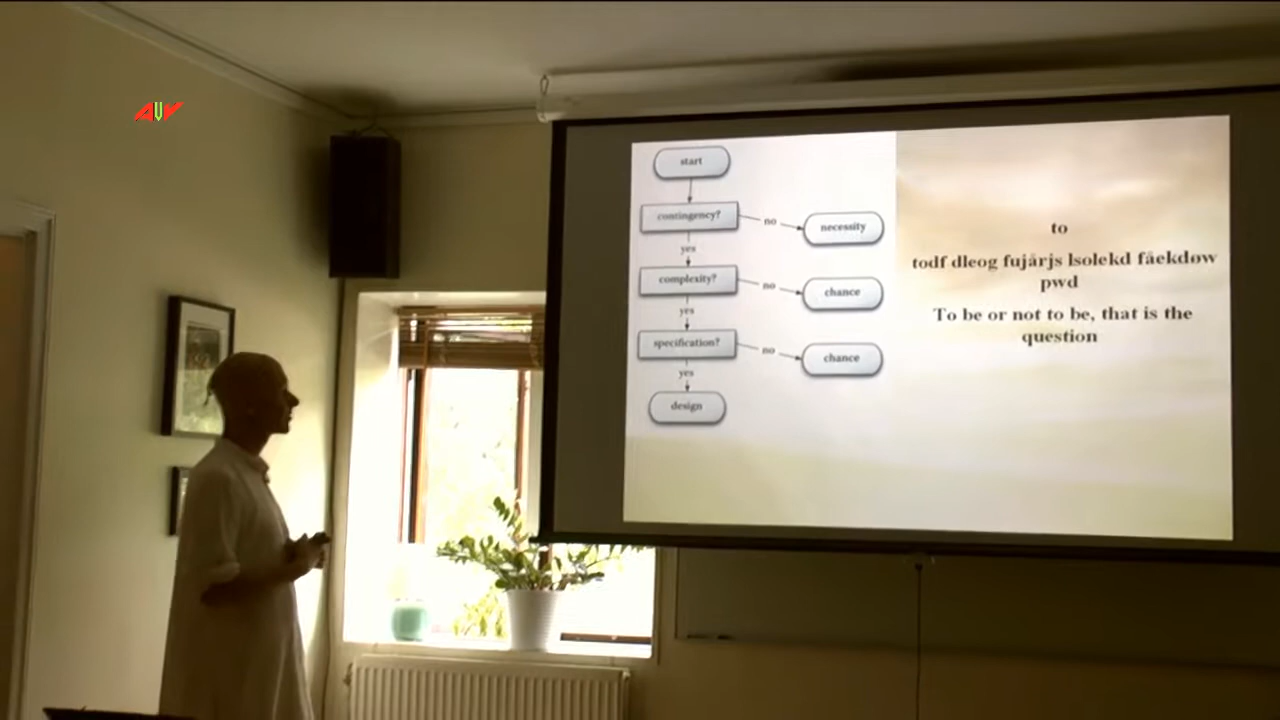 AVV
start
contingency?
no
necessity
yes
complexity?
no
chance
yes
specification?
no
chance
yes
design
to
todf dleog fujårjs lsolekd fåekdøw
pwd
To be or not to be, that is the
question